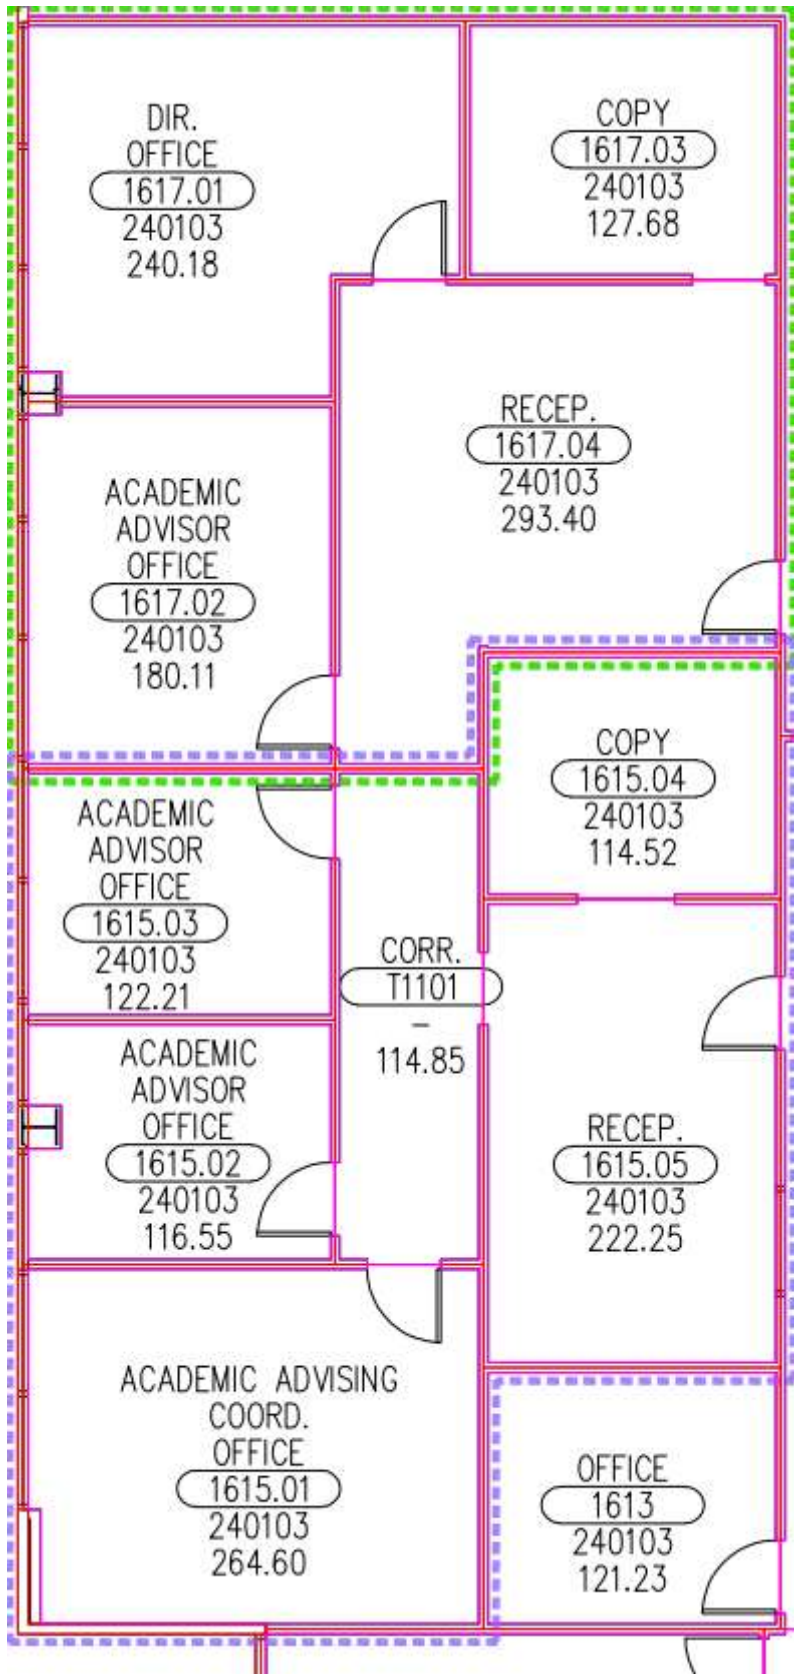 DIR.
OFFICE
1617.01
240103
240.18
COPY
1617.03
240103
127.68
RECEP.
1617.04
240103
293.40
ACADEMIC
ADVISOR
OFFICE
1617.02
240103
180.11
COPY
1615.04
240103
114.52
ACADEMIC
ADVISOR
OFFICE
1615.03
240103
122.21
CORR.
T1101
–
114.85
ACADEMIC
ADVISOR
OFFICE
1615.02
240103
116.55
RECEP.
1615.05
240103
222.25
ACADEMIC ADVISING
COORD.
OFFICE
1615.01
240103
264.60
OFFICE
1613
240103
121.23